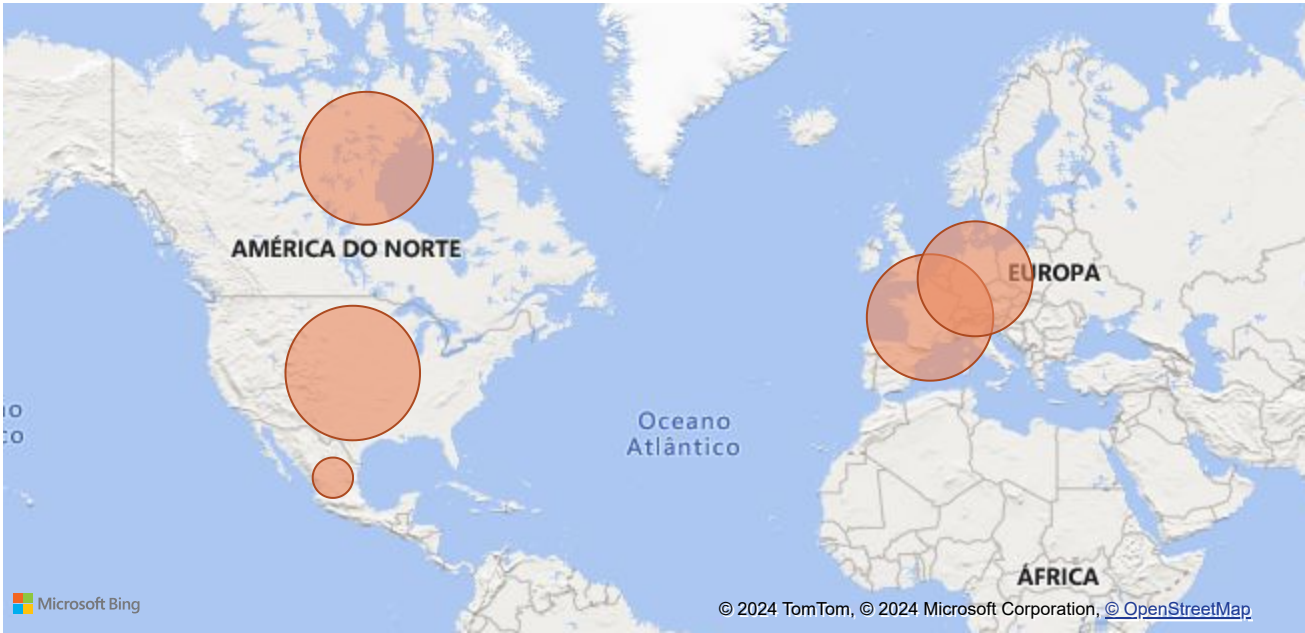 AMÉRICA DO NORTE
EUROPA
Oceano
Atlântico
ÁFRICA
Microsoft Bing
© 2024 TomTom, © 2024 Microsoft Corporation, © OpenStreetMap